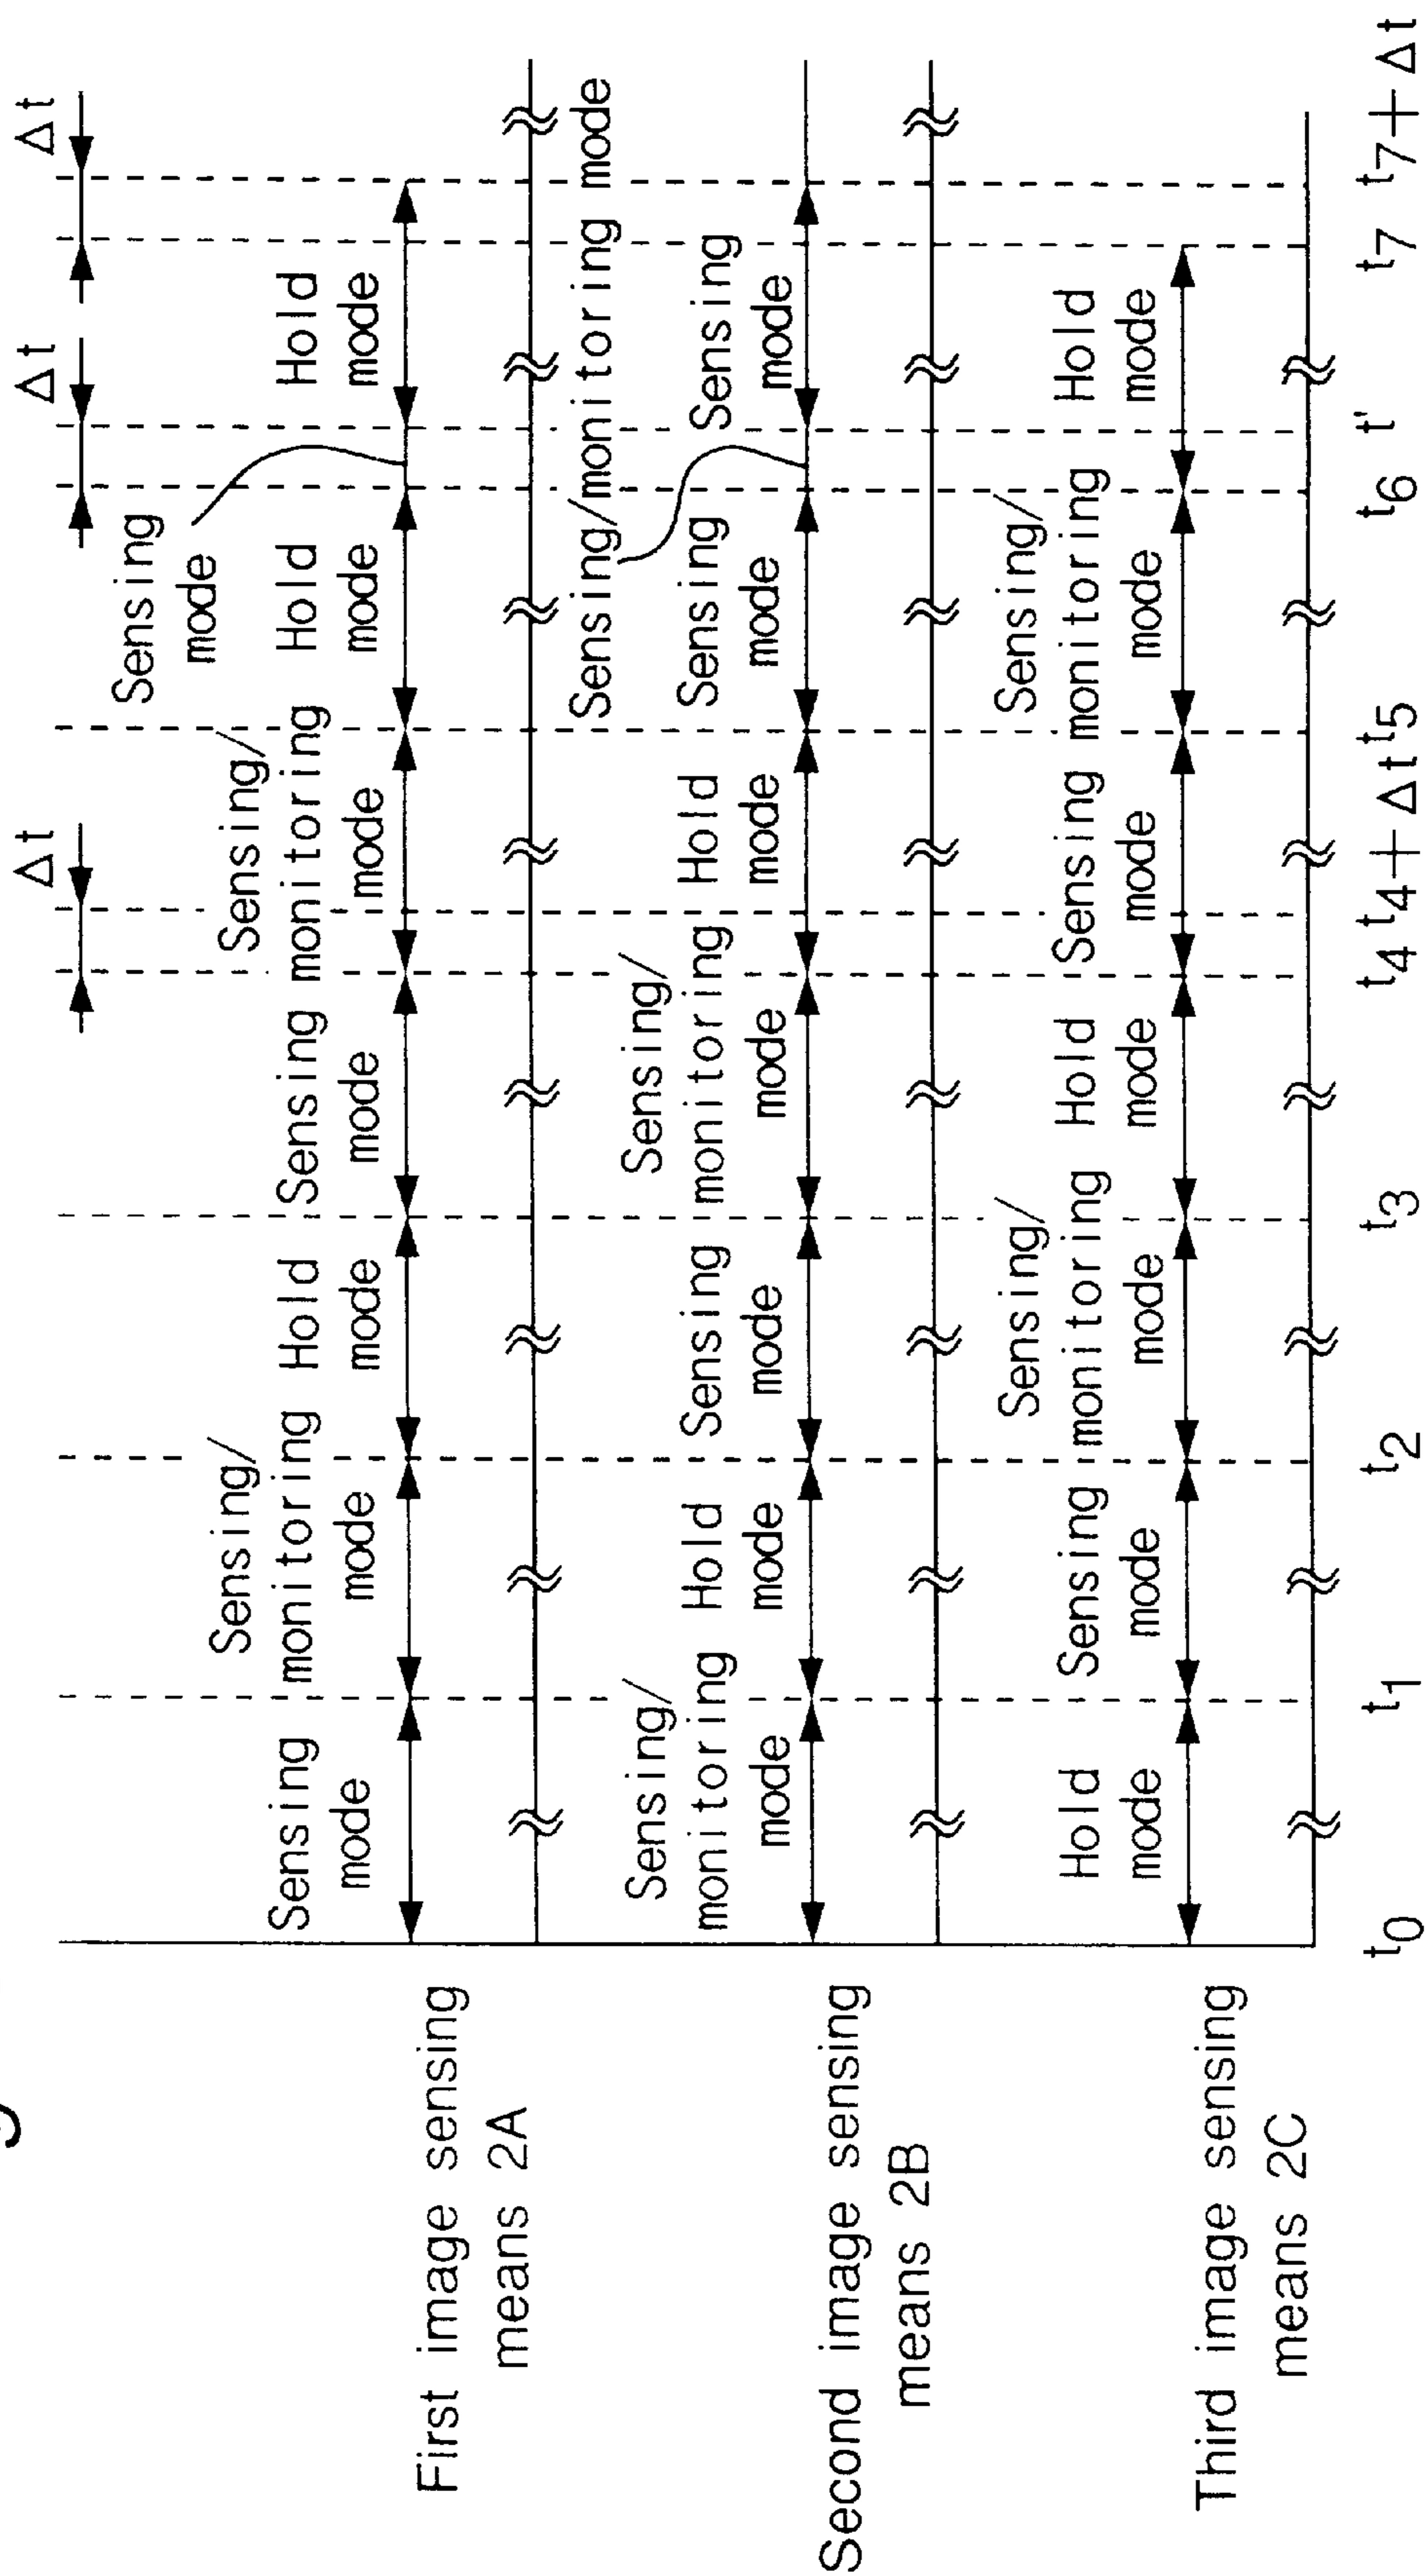 Δt
Δt
Δt
First image sensing
means 2A
Sensing
mode
Sensing/
monitoring
mode
Hold
mode
Sensing
mode
Sensing/
monitoring
mode
Hold
mode
Sensing
mode
Hold
mode
Second image sensing
means 2B
Sensing/
monitoring
mode
Hold
mode
Sensing
mode
Sensing/
monitoring
mode
Hold
mode
Sensing
mode
Sensing/monitoring mode
Sensing
mode
Third image sensing
means 2C
Hold
mode
Sensing
mode
Sensing/
monitoring
mode
Hold
mode
Sensing
mode
Sensing/
monitoring
mode
Hold
mode
t0 t1 t2 t3 t4 t4+Δt t5 t6 t' t7 t7+Δt